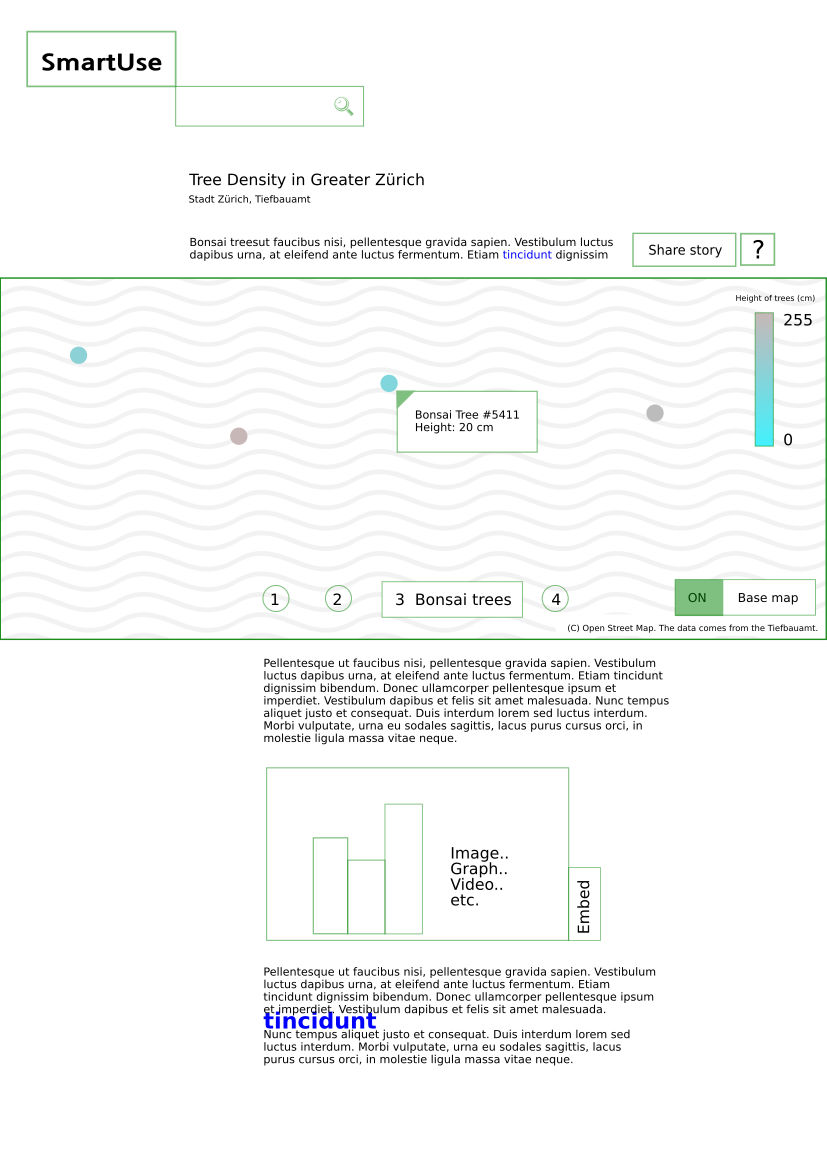 SmartUse
Tree Density in Greater Zürich
Stadt Zürich, Tiefbauamt
Bonsai treesut faucibus nisi, pellentesque gravida sapien. Vestibulum luctus
dapibus urna, at eleifend ante luctus fermentum. Etiam tincidunt dignissim
Share story
?
Height of trees (cm)
255
0
Bonsai Tree #5411
Height: 20 cm
1
2
3 Bonsai trees
4
ON
Base map
(C) Open Street Map. The data comes from the Tiefbauamt.
Pellentesque ut faucibus nisi, pellentesque gravida sapien. Vestibulum
luctus dapibus urna, at eleifend ante luctus fermentum. Etiam tincidunt
dignissim bibendum. Donec ullamcorper pellentesque ipsum et
imperdiet. Vestibulum dapibus et felis sit amet malesuada. Nunc tempus
aliquet justo et consequat. Duis interdum lorem sed luctus interdum.
Morbi vulputate, urna eu sodales sagittis, lacus purus cursus orci, in
molestie ligula massa vitae neque.
Image..
Graph..
Video..
etc.
Embed
Pellentesque ut faucibus nisi, pellentesque gravida sapien. Vestibulum
luctus dapibus urna, at eleifend ante luctus fermentum. Etiam
tincidunt dignissim bibendum. Donec ullamcorper pellentesque ipsum
et imperdiet. Vestibulum dapibus et felis sit amet malesuada.
tincidunt
Nunc tempus aliquet justo et consequat. Duis interdum lorem sed
luctus interdum. Morbi vulputate, urna eu sodales sagittis, lacus
purus cursus orci, in molestie ligula massa vitae neque.